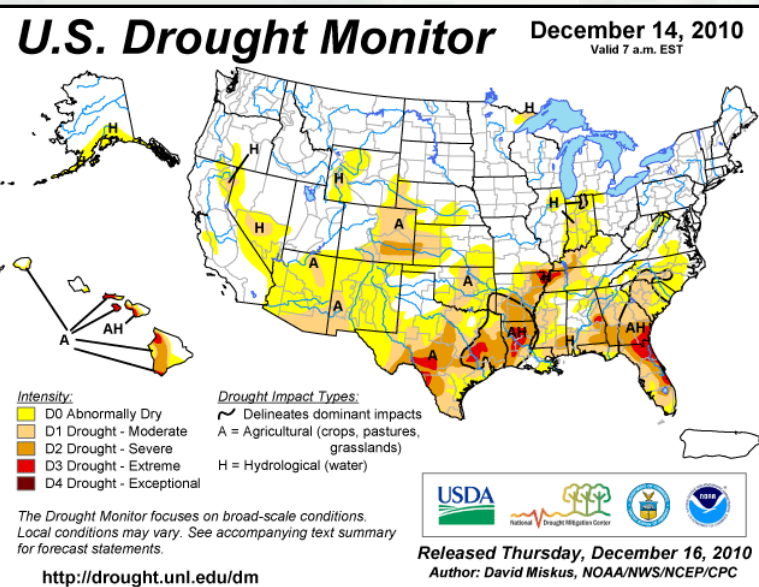 U.S. Drought Monitor
December 14, 2010
Valid 7 a.m. EST
H
H
H
H
H
A
H
A
A
A
H
A
AH
A
AH
AH
H
A
Intensity:
D0 Abnormally Dry
D1 Drought - Moderate
D2 Drought - Severe
D3 Drought - Extreme
D4 Drought - Exceptional
Drought Impact Types:
Delineates dominant impacts
A = Agricultural (crops, pastures,
grasslands)
H = Hydrological (water)
USDA
National Drought Mitigation Center
noaa
The Drought Monitor focuses on broad-scale conditions.
Local conditions may vary. See accompanying text summary
for forecast statements.
http://drought.unl.edu/dm
Released Thursday, December 16, 2010
Author: David Miskus, NOAA/NWS/NCEP/CPC